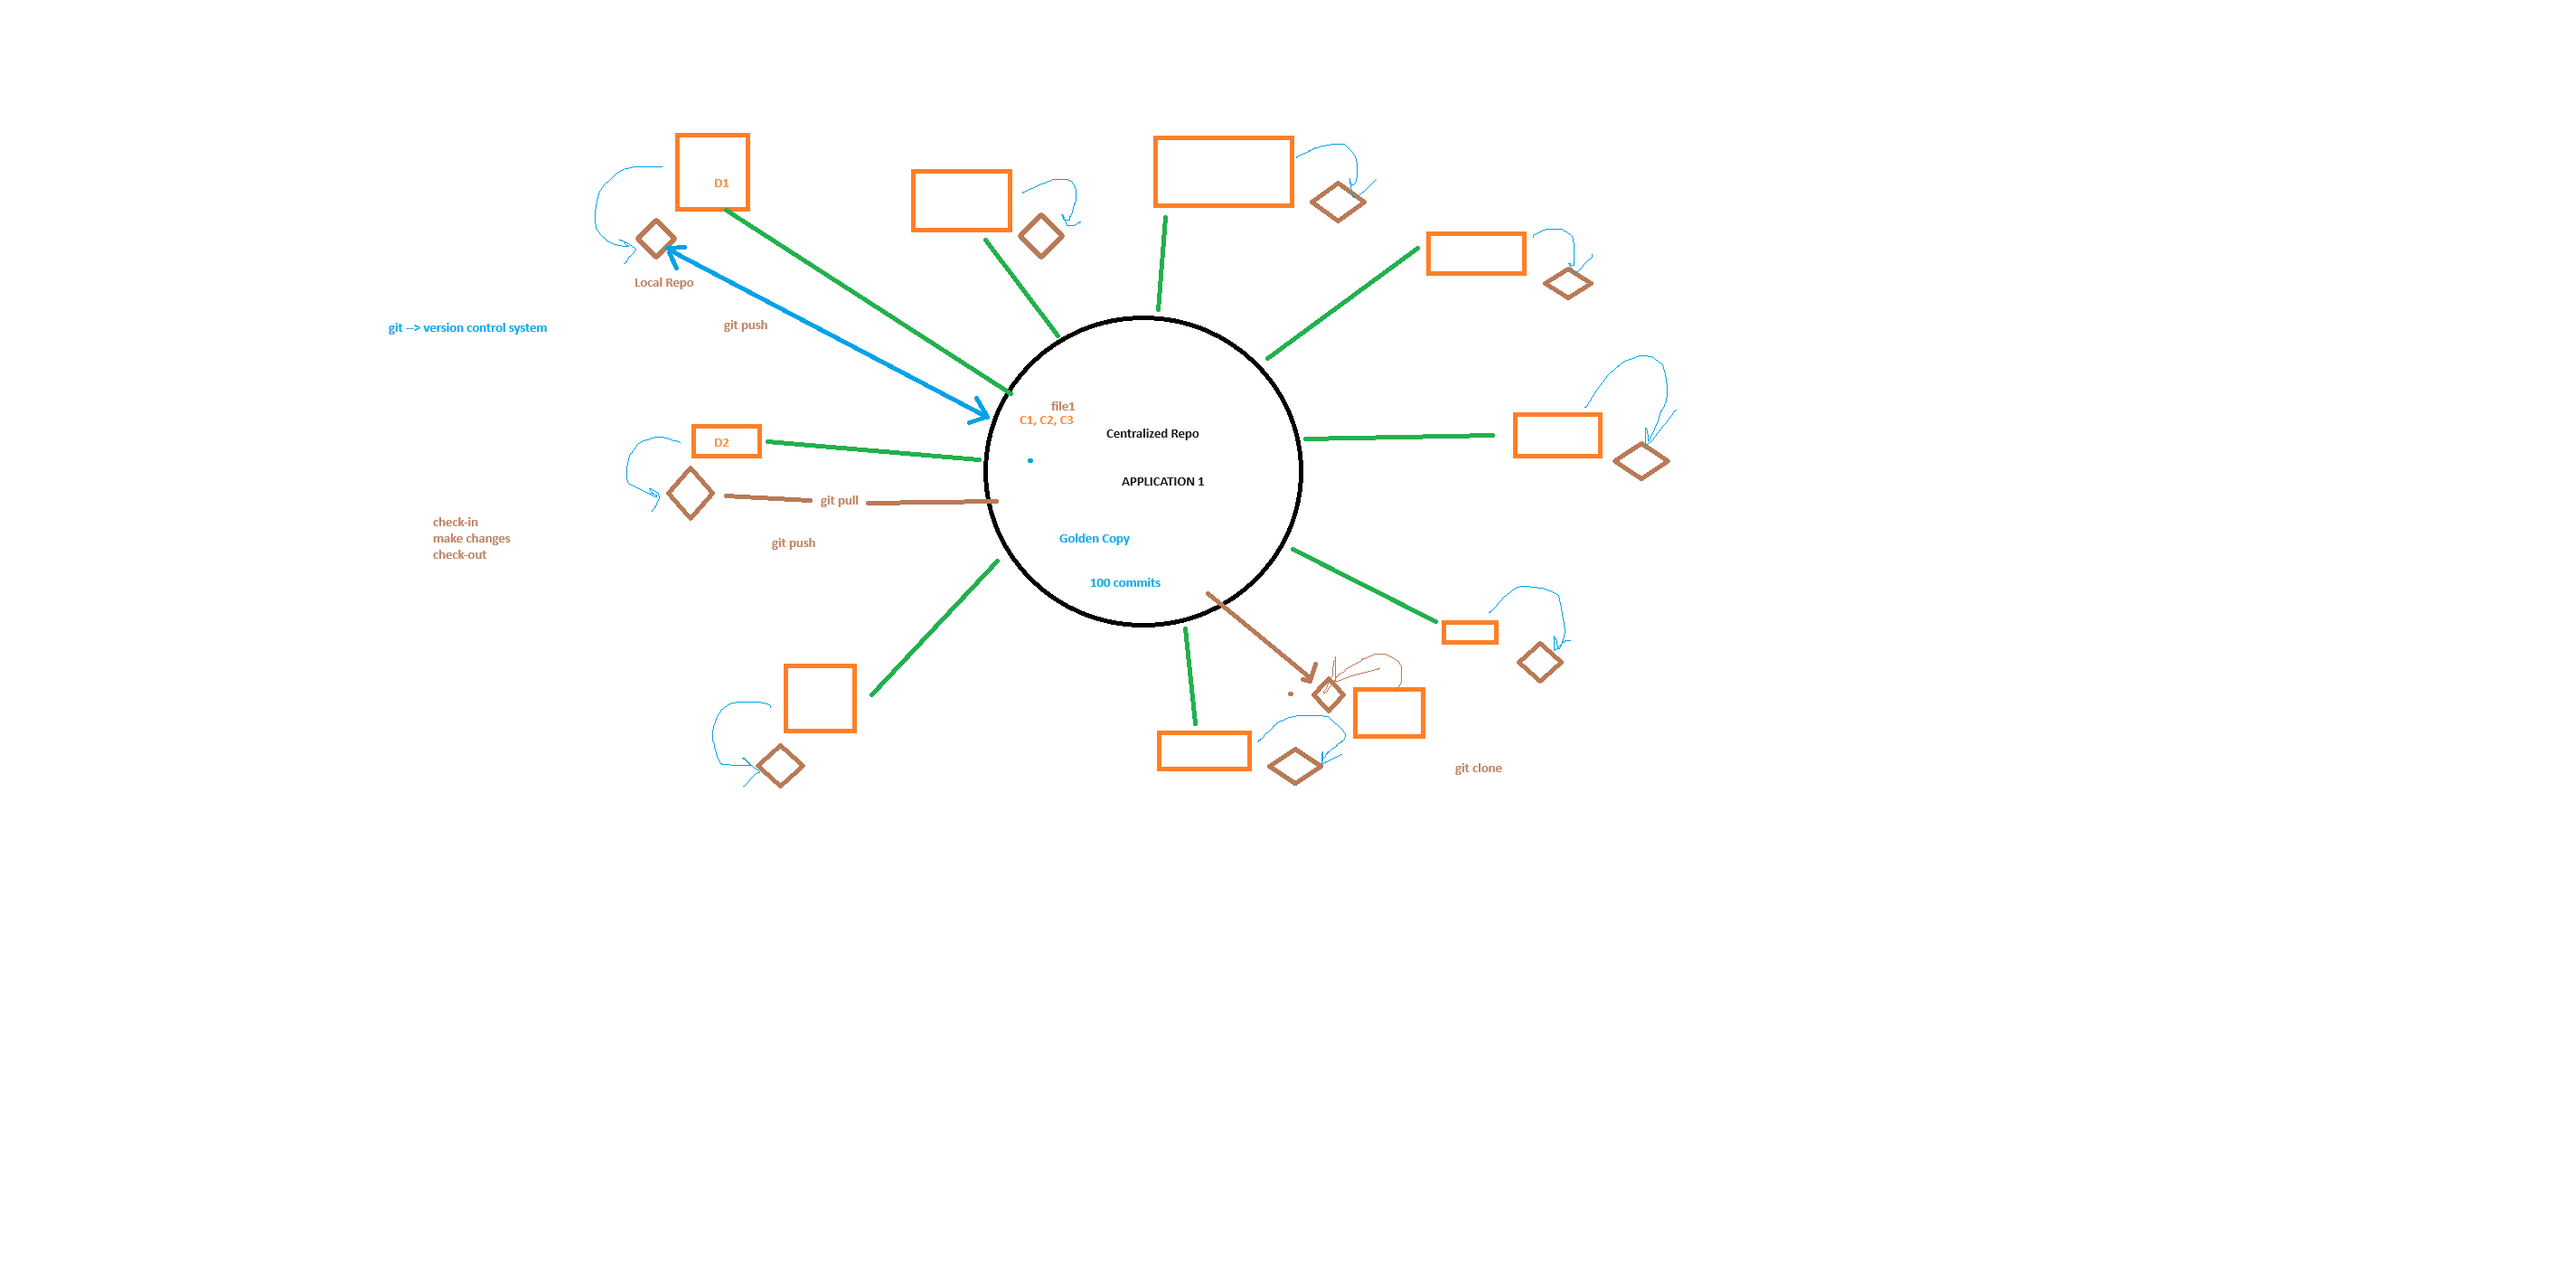 D1
Local Repo
git --> version control system
git push
file1
C1, C2, C3
Centralized Repo
D2
APPLICATION 1
git pull
check-in
make changes
check-out
git push
Golden Copy
100 commits
git clone